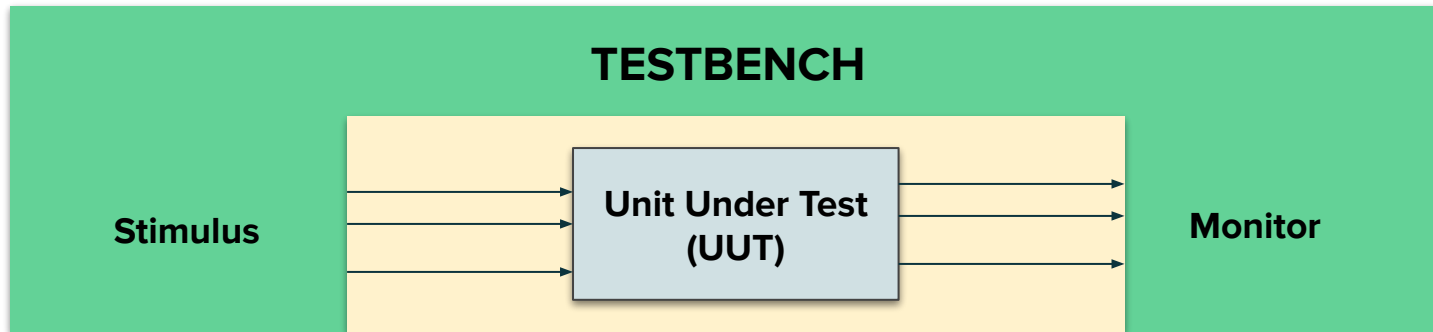 TESTBENCH
Stimulus
Unit Under Test
(UUT)
Monitor